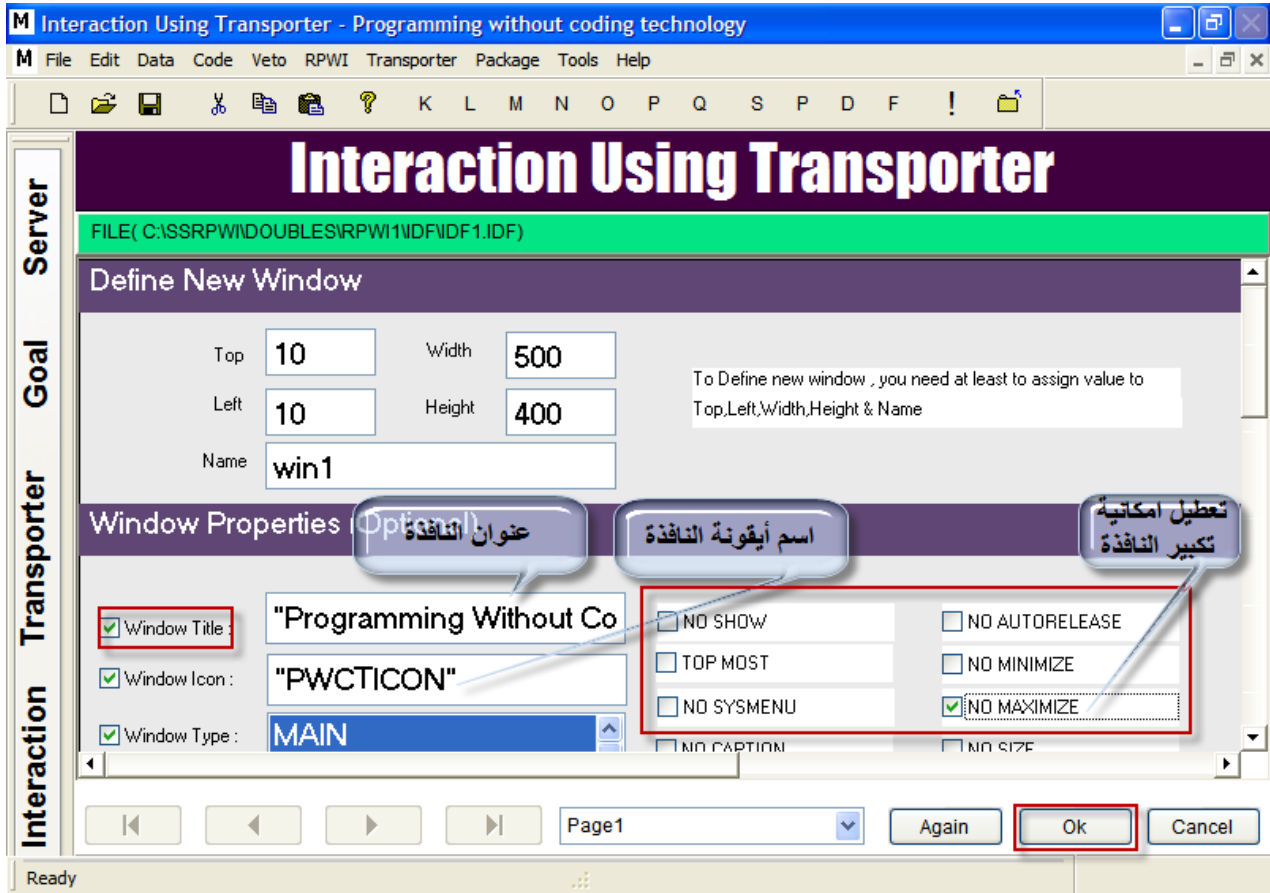 Interaction Using Transporter - Programming without coding technology
File Edit Data Code Veto RPWI Transporter Package Tools Help
K L M N O P Q S P D F !
Interaction Using Transporter
FILE( C:\SSRPWI\DOUBLES\RPWI1\IDF\IDF1.IDF)
Server
Goal
Transporter
Interaction
Define New Window
Top 10 Width 500
Left 10 Height 400
Name win1
To Define new window , you need at least to assign value to
Top,Left,Width,Height & Name
Window Properties (Optional)
عنوان النافذة
اسم أيقونة النافذة
تعطيل امكانية
تكبير النافذة
Window Title : "Programming Without Co
Window Icon : "PWCTICON"
Window Type : MAIN
NO SHOW NO AUTORELEASE
TOP MOST NO MINIMIZE
NO SYSMENU NO MAXIMIZE
NO CAPTION NO SIZE
Page1 Again Ok Cancel
Ready